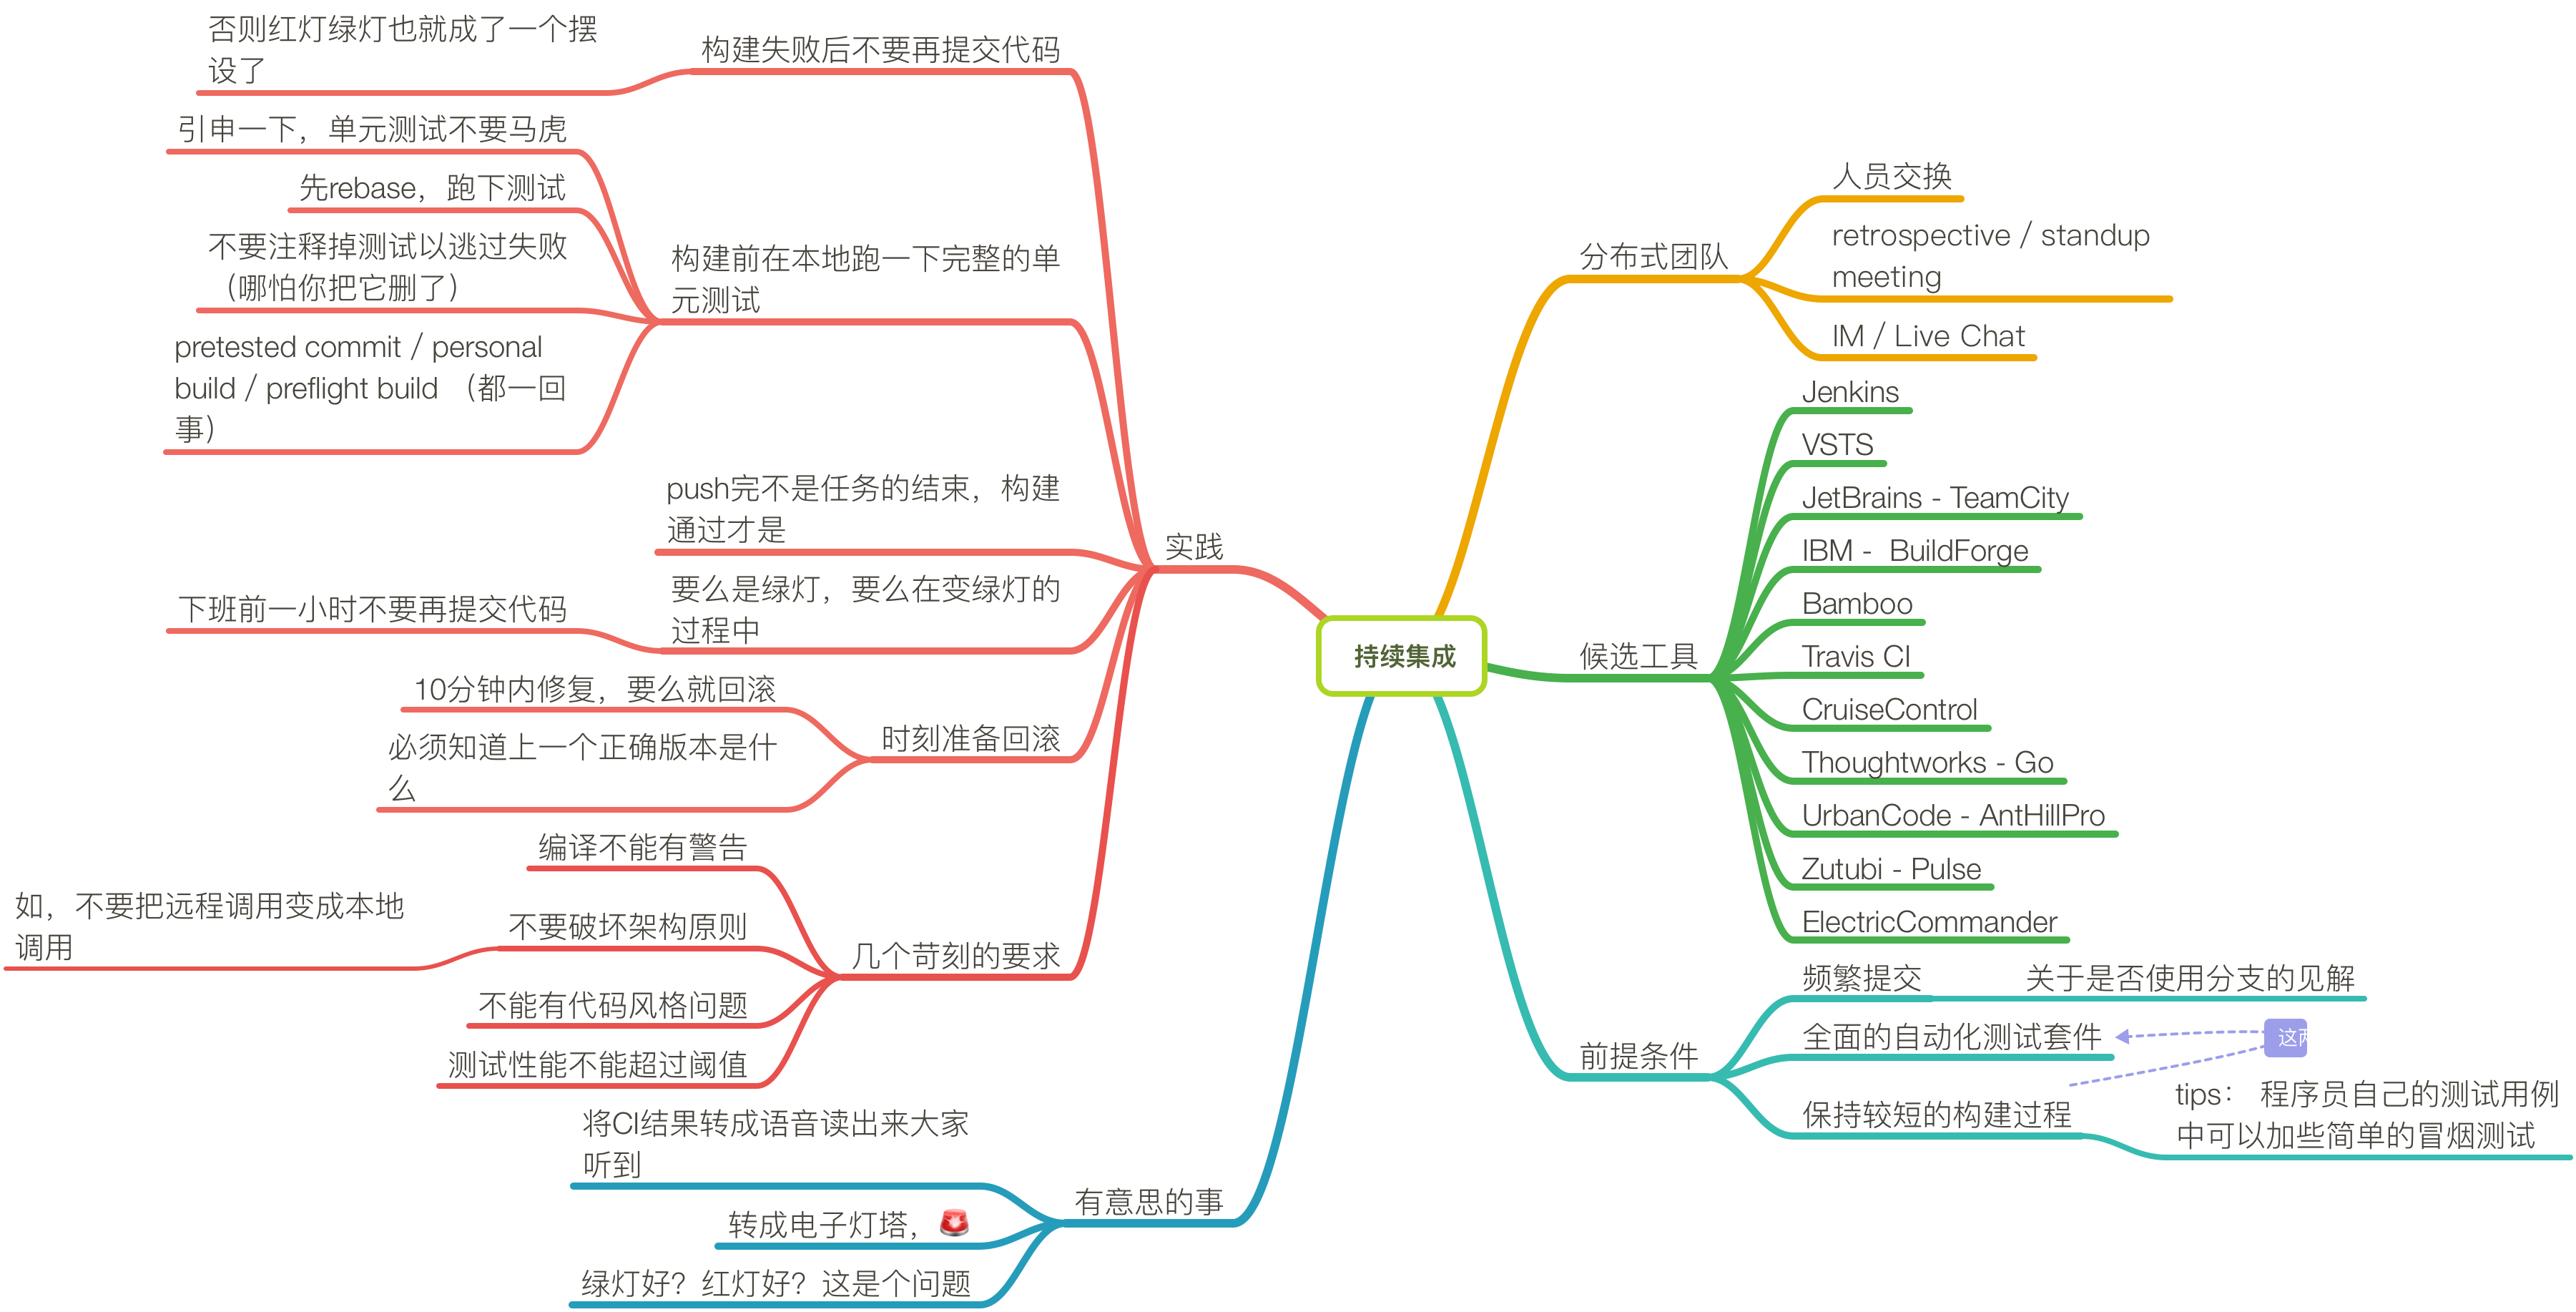 持续集成
分布式团队
人员交换
retrospective / standup
meeting
IM / Live Chat
候选工具
Jenkins
VSTS
JetBrains - TeamCity
IBM -  BuildForge
Bamboo
Travis CI
CruiseControl
Thoughtworks - Go
UrbanCode - AntHillPro
Zutubi - Pulse
ElectricCommander
前提条件
频繁提交
关于是否使用分支的见解
全面的自动化测试套件
这
保持较短的构建过程
tips： 程序员自己的测试用例
中可以加些简单的冒烟测试
实践
构建失败后不要再提交代码
否则红灯绿灯也就成了一个摆
设了
构建前在本地跑一下完整的单
元测试
引申一下，单元测试不要马虎
先rebase，跑下测试
不要注释掉测试以逃过失败
（哪怕你把它删了）
pretested commit / personal
build / preflight build （都一回
事）
push完不是任务的结束，构建
通过才是
要么是绿灯，要么在变绿灯的
过程中
下班前一小时不要再提交代码
时刻准备回滚
10分钟内修复，要么就回滚
必须知道上一个正确版本是什
么
几个苛刻的要求
编译不能有警告
不要破坏架构原则
如，不要把远程调用变成本地
调用
不能有代码风格问题
测试性能不能超过阈值
有意思的事
将CI结果转成语音读出来大家
听到
转成电子灯塔，🚨
绿灯好？红灯好？这是个问题